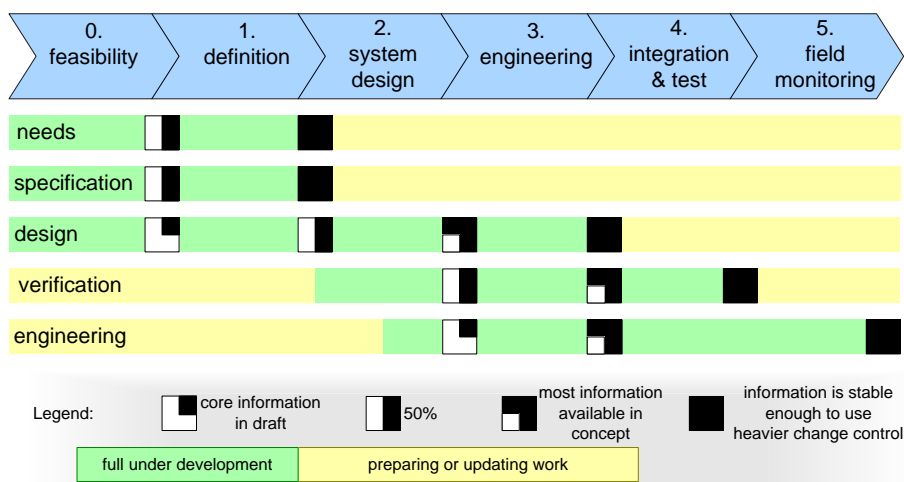 0.
feasibility
1.
definition
2.
system
design
3.
engineering
4.
integration
& test
5.
field
monitoring
needs
specification
design
verification
engineering
Legend:
core information
in draft
50%
most information
available in
concept
information is stable
enough to use
heavier change control
full under development
preparing or updating work